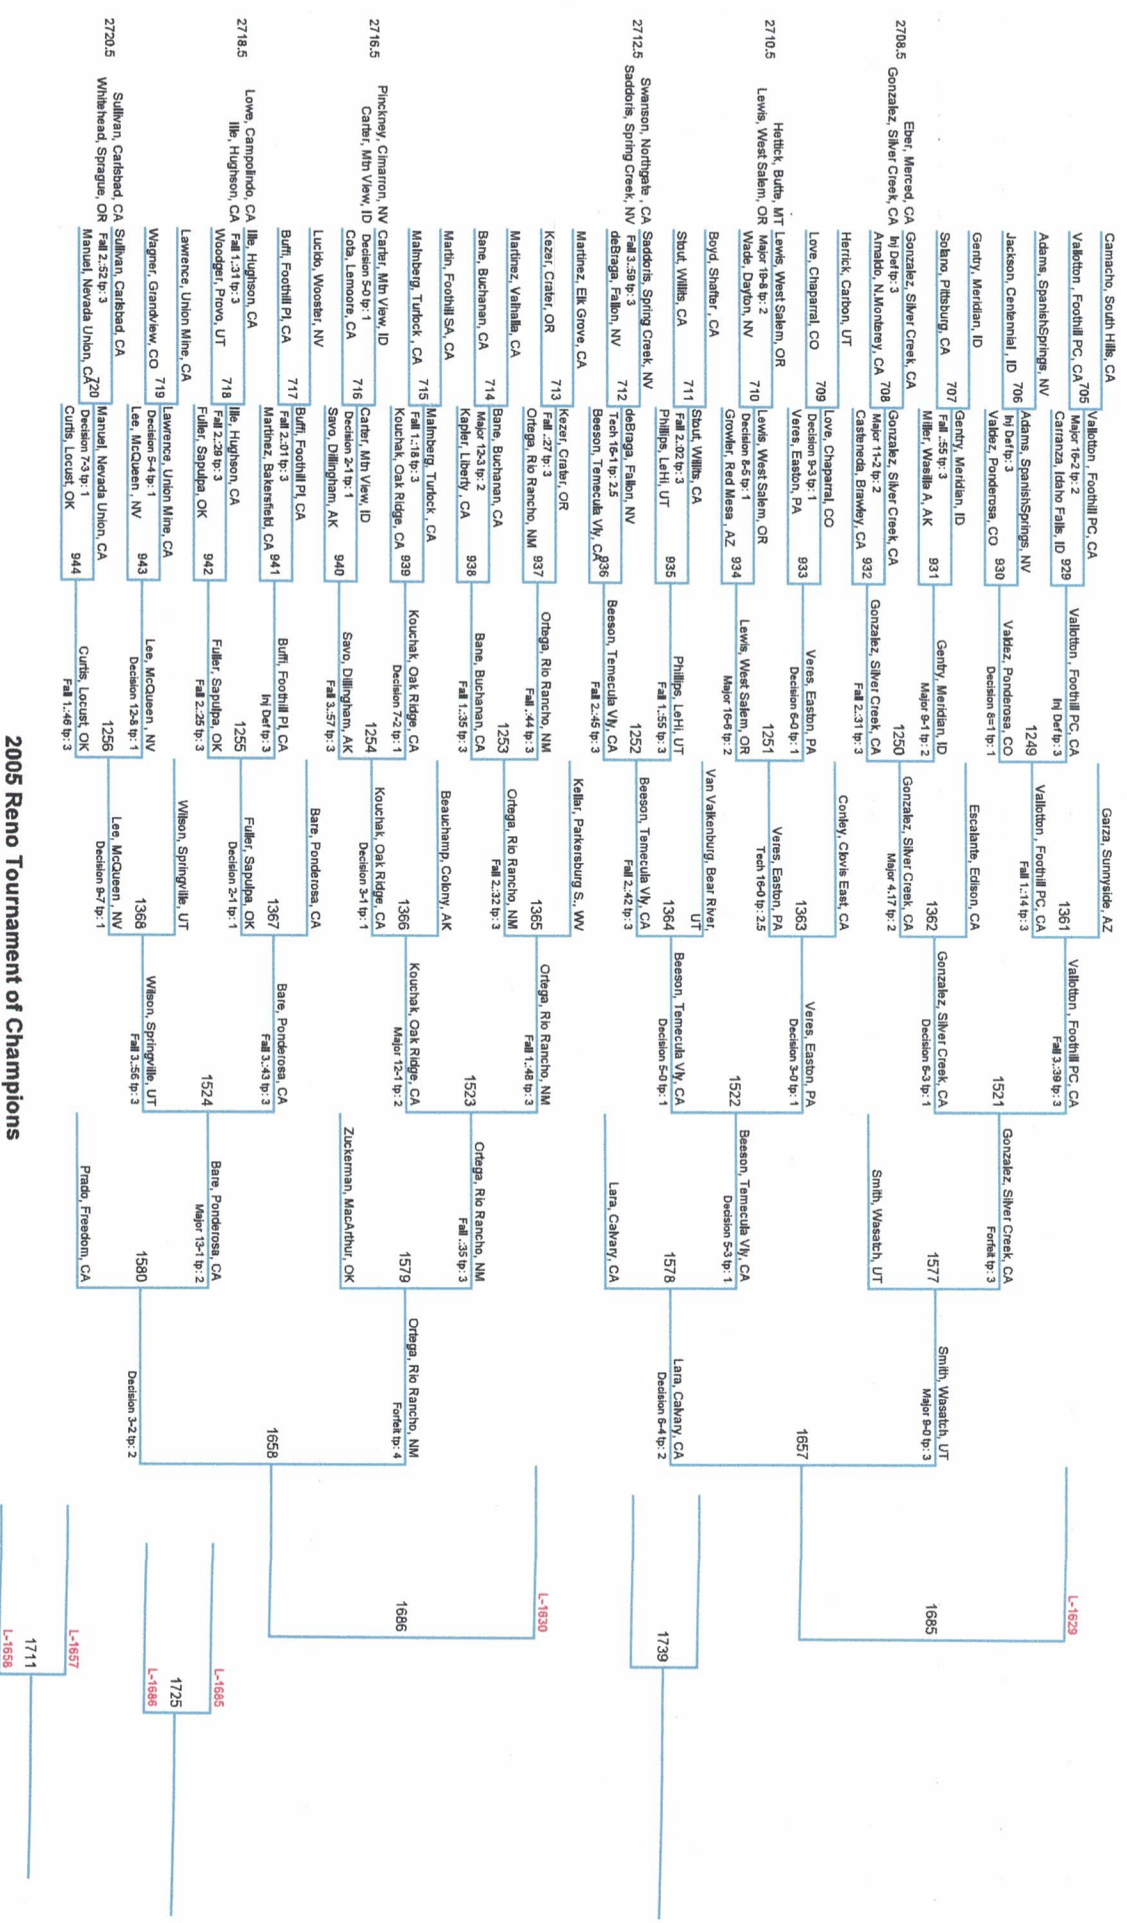 2708.5
2710.5
2712.5
2716.5
2718.5
2720.5
Eber, Merced, CA
Gonzalez, Silver Creek, CA
Hettick, Butte, MT
Lewis, West Salem, OR
Swanson, Northgate , CA
Saddoris, Spring Creek, NV
Pinckney, Cimarron, NV
Carter, Mtn View, ID
Lowe, Campolindo, CA
Ille, Hughson, CA
Sullivan, Carlsbad, CA
Whitehead, Sprague, OR
Camacho, South Hills, CA
705
Vallotton , Foothill PC, CA
Adams, SpanishSprings, NV
706
Jackson, Centennial , ID
Gentry, Meridian, ID
707
Solano, Pittsburg, CA
Gonzalez, Silver Creek, CA
Inj Def tp: 3
708
Arnaldo, N.Monterey, CA
Herrick, Carbon, UT
709
Love, Chaparral, CO
Lewis, West Salem, OR
Major 19-8 tp: 2
710
Wade, Dayton, NV
Boyd, Shafter , CA
711
Stout, Willits, CA
Saddoris, Spring Creek, NV
Fall 3.:59 tp: 3
712
deBraga, Fallon, NV
Martinez, Elk Grove, CA
713
Kezer, Crater, OR
Martinez, Valhalla, CA
714
Bane, Buchanan, CA
Martin, Foothill SA, CA
715
Malmberg, Turlock , CA
Carter, Mtn View, ID
Decision 5-0 tp: 1
716
Cota, Lemoore, CA
Lucido, Wooster, NV
717
Buffi, Foothill Pl, CA
Ille, Hughson, CA
Fall 1.:31 tp: 3
718
Woodger, Provo, UT
Lawrence, Union Mine, CA
719
Wagner, Grandview, CO
Sullivan, Carlsbad, CA
Fall 2.:52 tp: 3
720
Manuel, Nevada Union, CA
Vallotton , Foothill PC, CA
Major 16-2 tp: 2
929
Carranza, Idaho Falls, ID
Adams, SpanishSprings, NV
Inj Def tp: 3
930
Valdez, Ponderosa, CO
Gentry, Meridian, ID
Fall .:55 tp: 3
931
Miller, Wasilla A, AK
Gonzalez, Silver Creek, CA
Major 11-2 tp: 2
932
Casteneda, Brawley, CA
Love, Chaparral, CO
Decision 9-3 tp: 1
933
Veres, Easton, PA
Lewis, West Salem, OR
Decision 8-5 tp: 1
934
Growler, Red Mesa , AZ
Stout, Willits, CA
Fall 2.:02 tp: 3
935
Phillips, LeHi, UT
deBraga, Fallon, NV
Tech 16-1 tp: 2.5
936
Beeson, Temecula Vly, CA
Kezer, Crater, OR
Fall .:27 tp: 3
937
Ortega, Rio Rancho, NM
Bane, Buchanan, CA
Major 12-3 tp: 2
938
Kapler, Liberty , CA
Malmberg, Turlock , CA
Fall 1.:18 tp: 3
939
Kouchak, Oak Ridge, CA
Carter, Mtn View, ID
Decision 2-1 tp: 1
940
Savo, Dillingham, AK
Buffi, Foothill Pl, CA
Fall 2.:01 tp: 3
941
Martinez, Bakersfield, CA
Ille, Hughson, CA
Fall 2.:29 tp: 3
942
Fuller, Sapulpa, OK
Lawrence, Union Mine, CA
Decision 5-4 tp: 1
943
Lee, McQueen , NV
Manuel, Nevada Union, CA
Decision 7-3 tp: 1
944
Curtis, Locust, OK
Vallotton , Foothill PC, CA
Inj Def tp: 3
1249
Valdez, Ponderosa, CO
Decision 8=1 tp: 1
Gentry, Meridian, ID
Major 9-1 tp: 2
1250
Gonzalez, Silver Creek, CA
Fall 2.:31 tp: 3
Veres, Easton, PA
Decision 6-0 tp: 1
1251
Lewis, West Salem, OR
Major 16-6 tp: 2
Phillips, LeHi, UT
Fall 1.:55 tp: 3
1252
Beeson, Temecula Vly, CA
Fall 2.:45 tp: 3
Ortega, Rio Rancho, NM
Fall .:44 tp: 3
1253
Bane, Buchanan, CA
Fall 1.:35 tp: 3
Kouchak, Oak Ridge, CA
Decision 7-2 tp: 1
1254
Savo, Dillingham, AK
Fall 3.:57 tp: 3
Buffi, Foothill Pl, CA
Inj Def tp: 3
1255
Fuller, Sapulpa, OK
Fall 2.:25 tp: 3
Lee, McQueen , NV
Decision 12-8 tp: 1
1256
Curtis, Locust, OK
Fall 1.:46 tp: 3
Garza, Sunnyside , AZ
1361
Vallotton , Foothill PC, CA
Fall 1.:14 tp: 3
Escalante, Edison, CA
1362
Gonzalez, Silver Creek, CA
Major 4-17 tp: 2
Conley, Clovis East, CA
1363
Veres, Easton, PA
Tech 16-0 tp: 2.5
Van Valkenburg, Bear River,
UT
1364
Beeson, Temecula Vly, CA
Fall 2.:42 tp: 3
Kellar, Parkersburg S., WV
1365
Ortega, Rio Rancho, NM
Fall 2.:32 tp: 3
Beauchamp, Colony, AK
1366
Kouchak, Oak Ridge, CA
Decision 3-1 tp: 1
Bare, Ponderosa, CA
1367
Fuller, Sapulpa, OK
Decision 2-1 tp: 1
Wilson, Springville, UT
1368
Lee, McQueen , NV
Decision 9-7 tp: 1
Vallotton , Foothill PC, CA
Fall 3.:39 tp: 3
1521
Gonzalez, Silver Creek, CA
Decision 6-3 tp: 1
Veres, Easton, PA
Decision 3-0 tp: 1
1522
Beeson, Temecula Vly, CA
Decision 5-0 tp: 1
Ortega, Rio Rancho, NM
Fall 1.:48 tp: 3
1523
Kouchak, Oak Ridge, CA
Major 12-1 tp: 2
Bare, Ponderosa, CA
Fall 3.:43 tp: 3
1524
Wilson, Springville, UT
Fall 3.:56 tp: 3
Gonzalez, Silver Creek, CA
Forfeit tp: 3
1577
Smith, Wasatch, UT
Beeson, Temecula Vly, CA
Decision 5-3 tp: 1
1578
Lara, Calvary, CA
Ortega, Rio Rancho, NM
Fall .:35 tp: 3
1579
Zuckerman, MacArthur, OK
Bare, Ponderosa, CA
Major 13-1 tp: 2
1580
Prado, Freedom, CA
Smith, Wasatch, UT
Major 9-0 tp: 3
1657
Lara, Calvary, CA
Decision 6-4 tp: 2
Ortega, Rio Rancho, NM
Forfeit tp: 4
1658
Decision 3-2 tp: 2
L-1629
1685
L-1630
1686
1739
L-1685
1725
L-1686
L-1657
1711
L-1658
2005 Reno Tournament of Champions